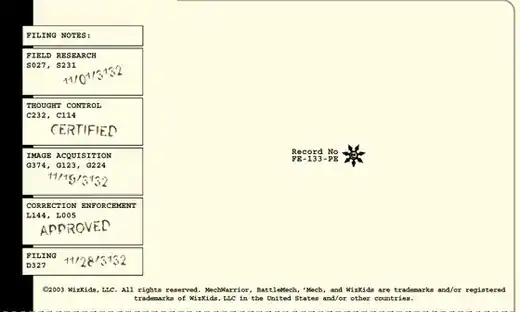 FILING NOTES:
FIELD RESEARCH
S027, S231
11/01/3132
THOUGHT CONTROL
C232, C114
CERTIFIED
IMAGE ACQUISITION
G374, G123, G224
11/19/3132
CORRECTION ENFORCEMENT
L144, L005
APPROVED
FILING
D327
11/28/3132
Record No
FE-133-PE
©2003 WizKids, LLC. All rights reserved. MechWarrior, BattleMech, 'Mech, and WizKids are trademarks and/or registered
trademarks of WizKids, LLC in the United States and/or other countries.